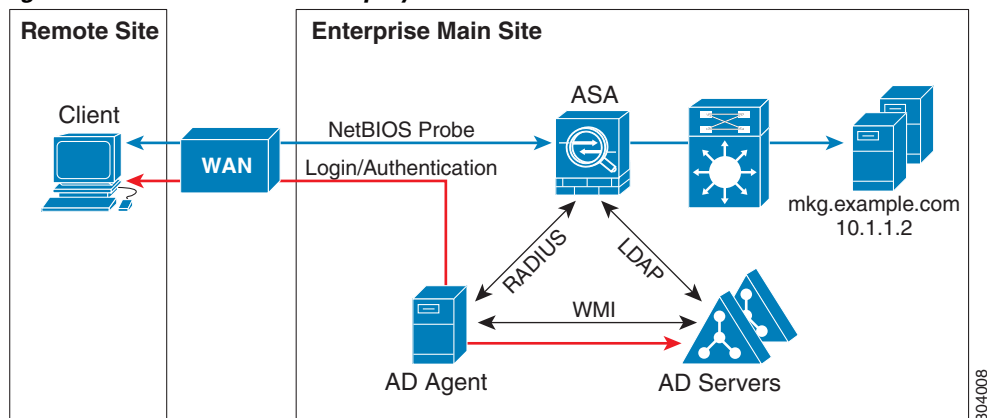 Remote Site
Enterprise Main Site
Client
ASA
NetBIOS Probe
WAN
Login/Authentication
mkg.example.com
10.1.1.2
RADIUS
LDAP
WMI
AD Agent
AD Servers
304008